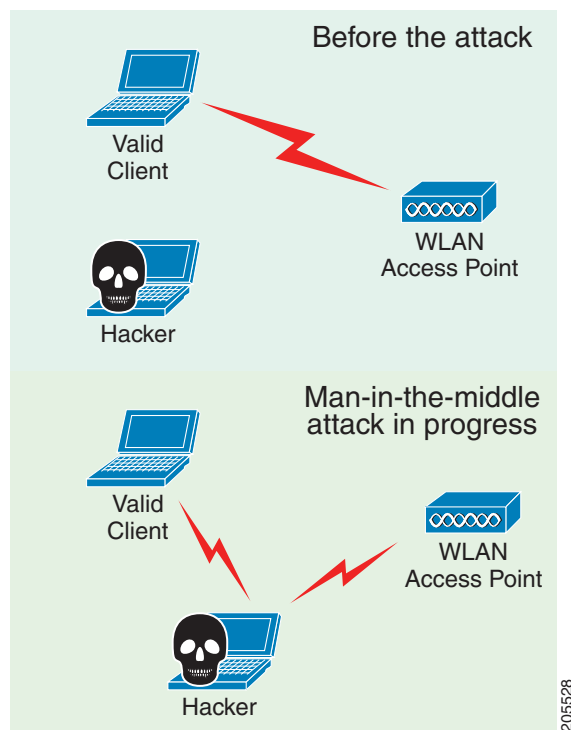 Before the attack
Valid
Client
WLAN
Access Point
Hacker
Man-in-the-middle
attack in progress
Valid
Client
WLAN
Access Point
Hacker
205528